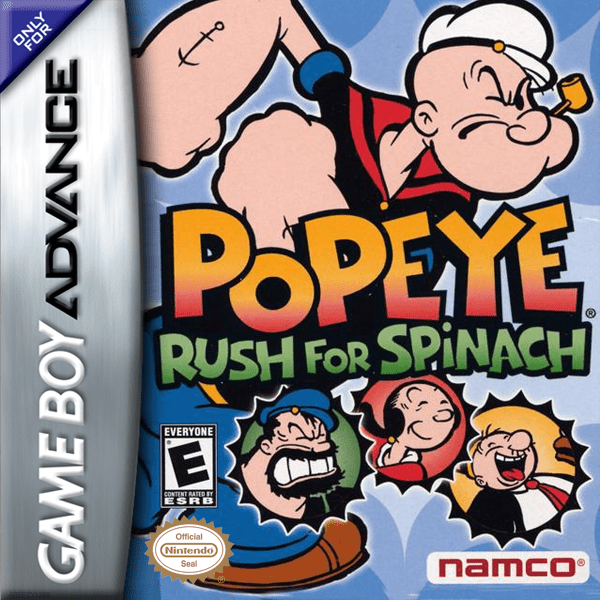 ONLY
FOR
GAME BOY ADVANCE
POPEYE®
RUSH FOR SPiNACH
EVERYONE
E
CONTENT RATED BY
ESRB
Official
Nintendo
Seal
namco®